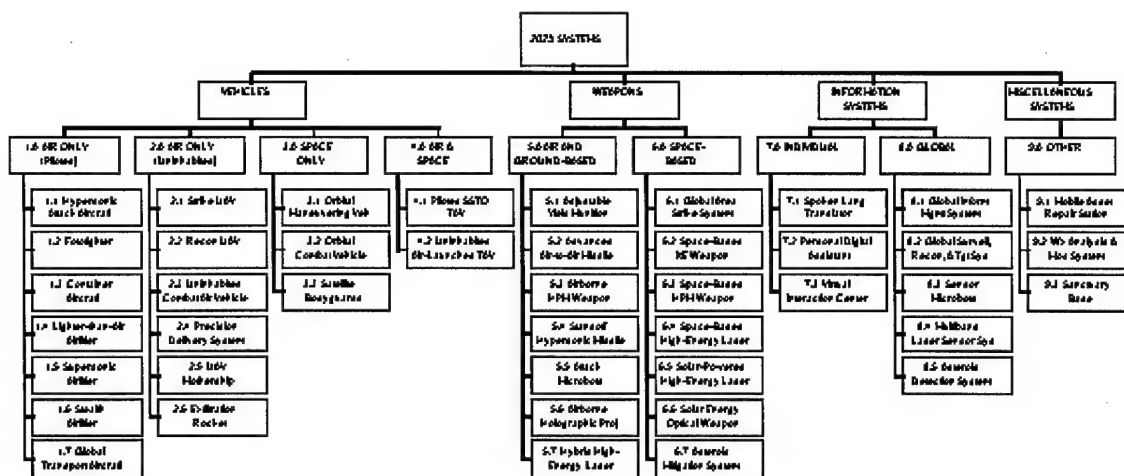 2025 SYSTEMS
VEHICLES
WEAPONS
INFORMATION
SYSTEMS
MISCELLANEOUS
SYSTEMS
1.0 AIR ONLY
(Piloted)
2.0 AIR ONLY
(Uninhabited)
3.0 SPACE
ONLY
4.0 AIR &
SPACE
5.0 AIR AND
GROUND-BASED
6.0 SPACE-
BASED
7.0 INDIVIDUAL
8.0 GLOBAL
9.0 OTHER
1.1 Hypersonic
Attack Aircraft
1.2 Fotofighter
1.3 Container
Aircraft
1.4 Lighter-than-Air
Airlifter
1.5 Supersonic
Airlifter
1.6 Stealth
Airlifter
1.7 Global
Transport Aircraft
2.1 Strike UAV
2.2 Recon UAV
2.3 Uninhabited
Combat Air Vehicle
2.4 Precision
Delivery System
2.5 UAV
Mothership
2.6 Exfiltration
Rocket
3.1 Orbital
Maneuvering Veh
3.2 Orbital
Combat Vehicle
3.3 Satellite
Bodyguards
4.1 Piloted SSTO
TAV
4.2 Uninhabited
Air-Launched TAV
5.1 Adjustable
Yield Munition
5.2 Advanced
Air-to-Air Missile
5.3 Airborne
HPM Weapon
5.4 Standoff
Hypersonic Missile
5.5 Attack
Microbots
5.6 Airborne
Holographic Proj
5.7 Hybrid High-
Energy Laser
6.1 Global Area
Strike System
6.2 Space-Based
KE Weapon
6.3 Space-Based
HPM Weapon
6.4 Space-Based
High-Energy Laser
6.5 Solar-Powered
High-Energy Laser
6.6 Solar Energy
Optical Weapon
6.7 Asteroid
Mitigation System
7.1 Spoken Lang
Translator
7.2 Personal Digital
Assistant
7.3 Virtual
Interaction Center
8.1 Global Inform
Mgmt System
8.2 Global Surveil,
Recon, & Tgt Sys
8.3 Sensor
Microbots
8.4 Multiband
Laser Sensor Sys
8.5 Asteroid
Detection System
9.1 Mobile Asset
Repair Station
9.2 Wx Analysis &
Mod System
9.3 Sanctuary
Base